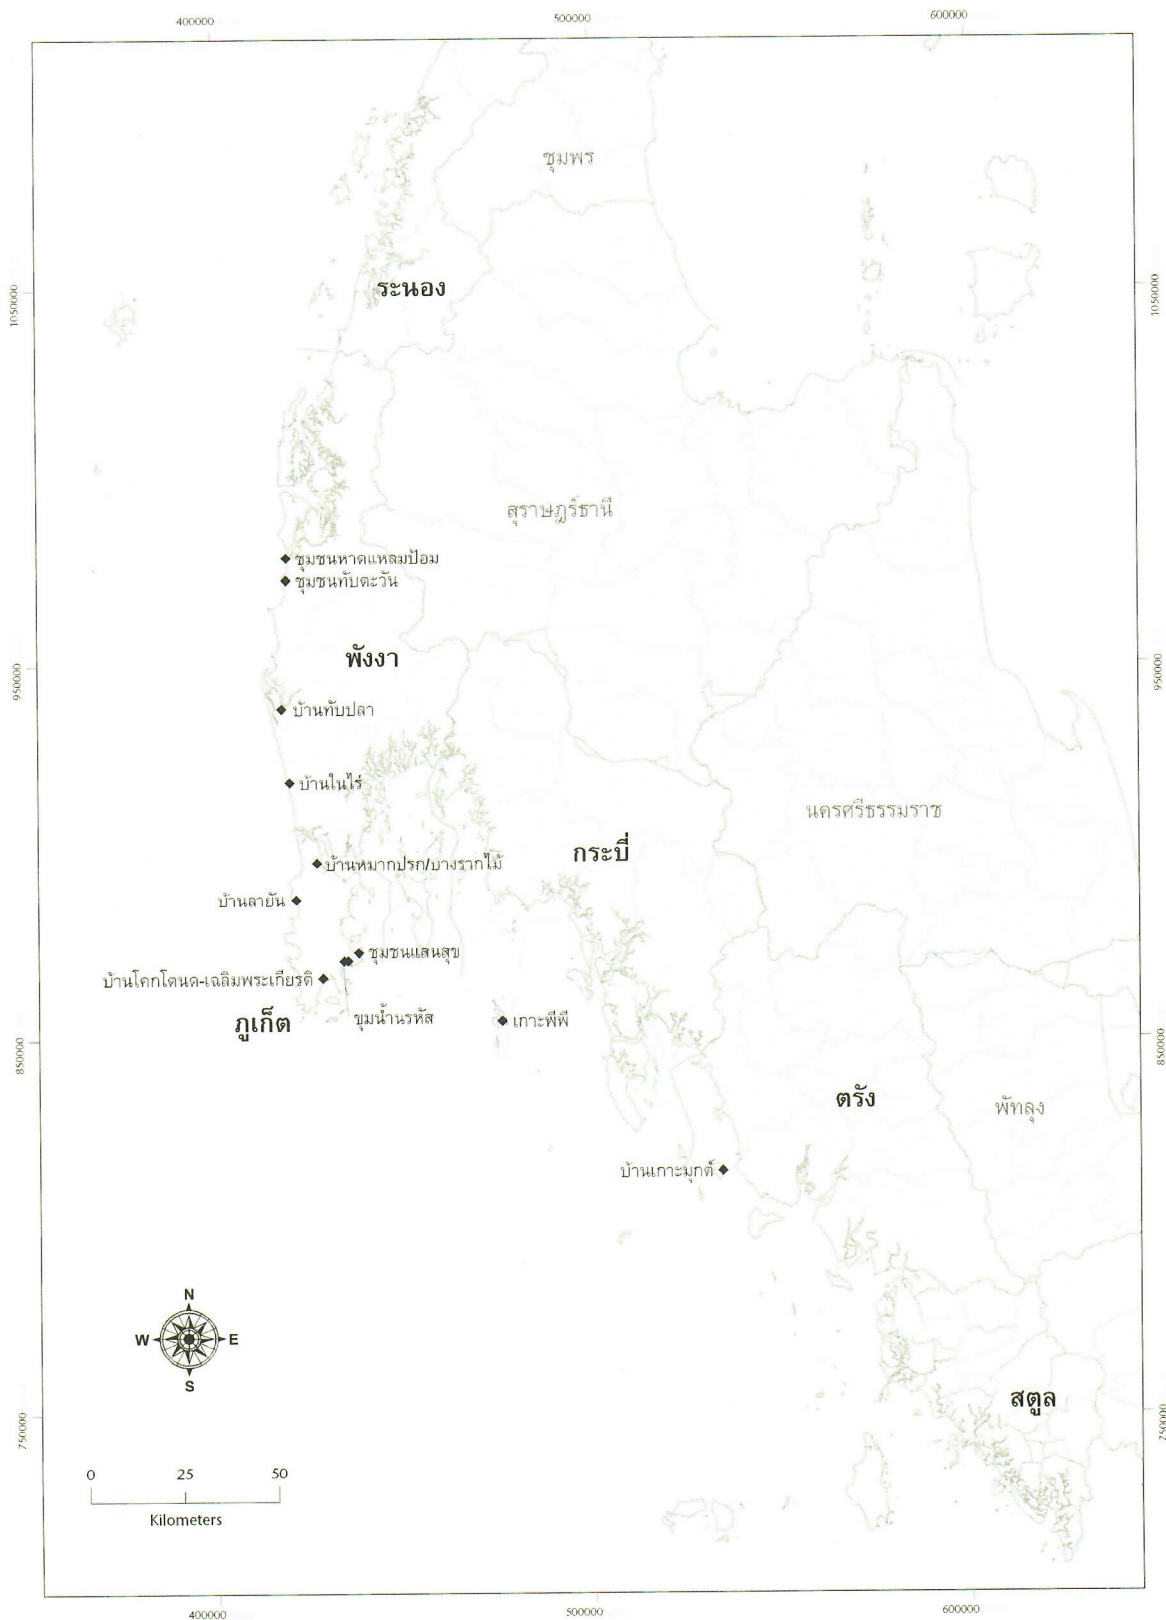 400000
500000
600000
ชุมพร
ระนอง
1050000
1050000
สุราษฎร์ธานี
ชุมชนหาดแหลมป้อม
ชุมชนทับตะวัน
พังงา
950000
950000
บ้านทับปลา
บ้านในไร่
นครศรีธรรมราช
กระบี่
บ้านหมากปรก/บางรากไม้
บ้านลายัน
ชุมชนแสนสุข
บ้านโคกโตนด-เฉลิมพระเกียรติ
ขุมน้ำนรหัส
เกาะพีพี
ภูเก็ต
850000
850000
ตรัง
พัทลุง
บ้านเกาะมุกต์
N
W
E
S
สตูล
750000
750000
0
25
50
Kilometers
400000
500000
600000